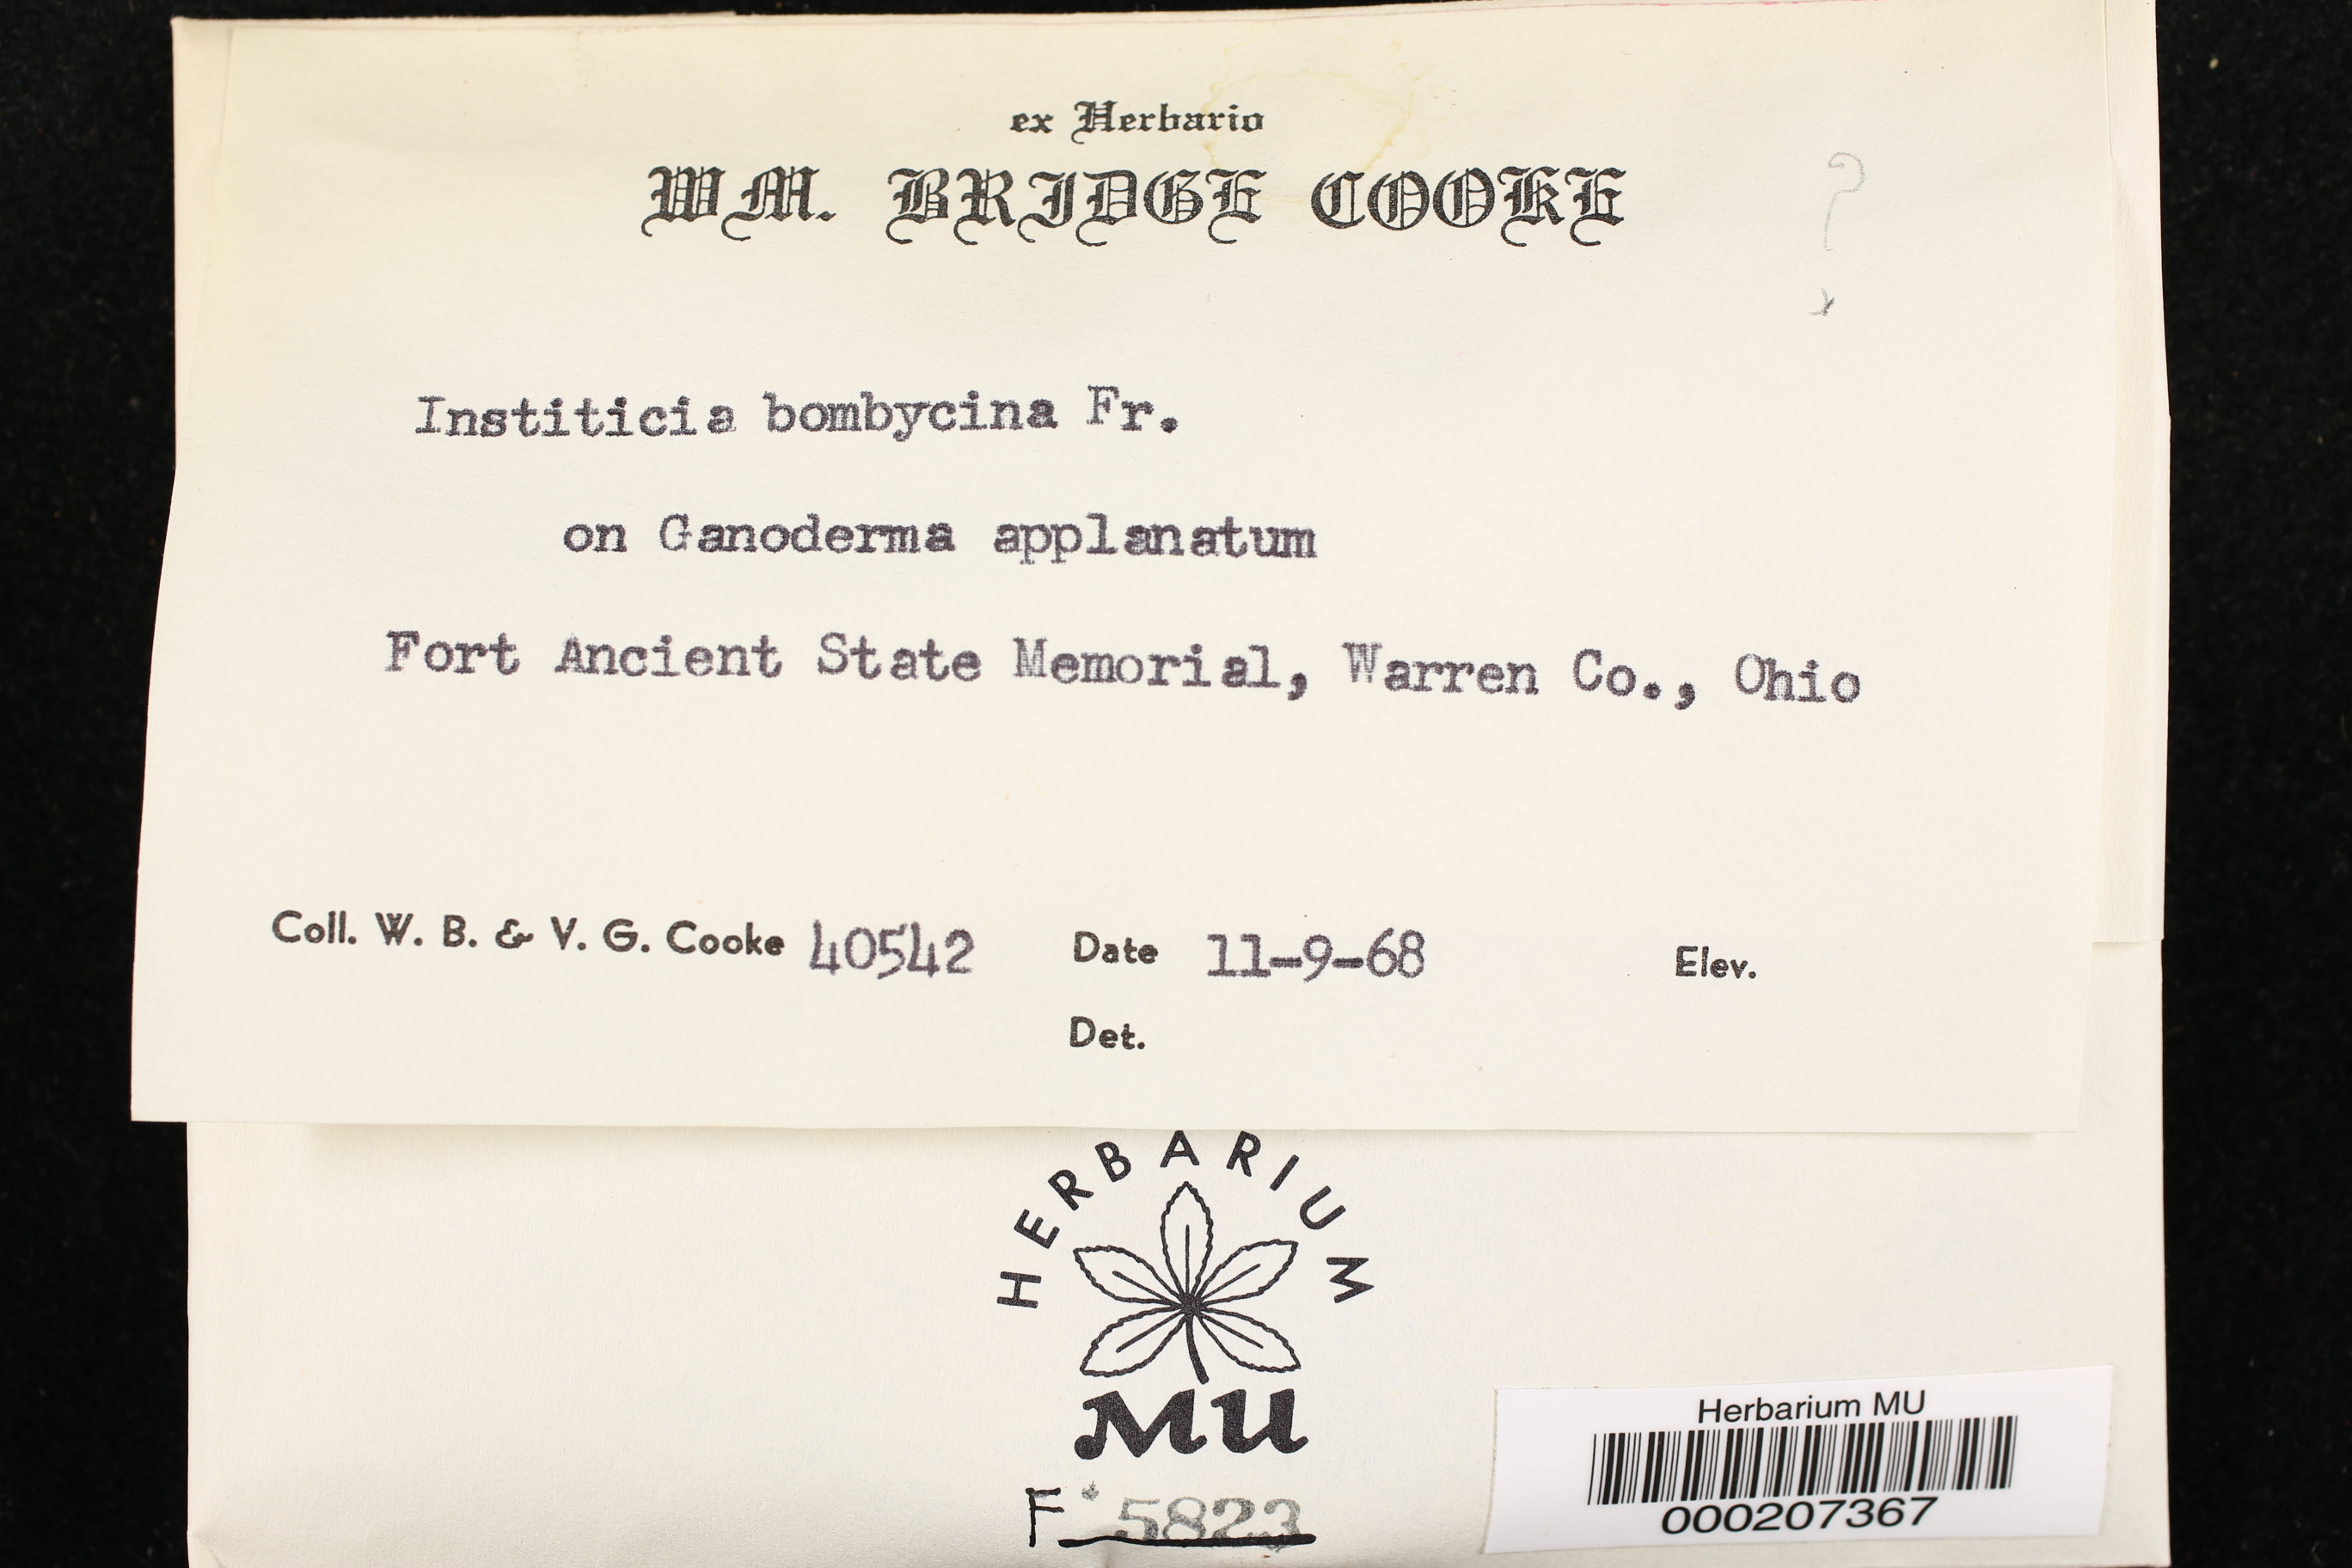 ex Herbario
WM. BRIDGE COOKE
?
Institicia bombycina Fr.
on Ganoderma applanatum
Fort Ancient State Memorial, Warren Co., Ohio
Coll. W. B. & V. G. Cooke 40542 Date 11-9-68 Elev.
Det.
HERBARIUM
MU
F 5823
Herbarium MU
000207367